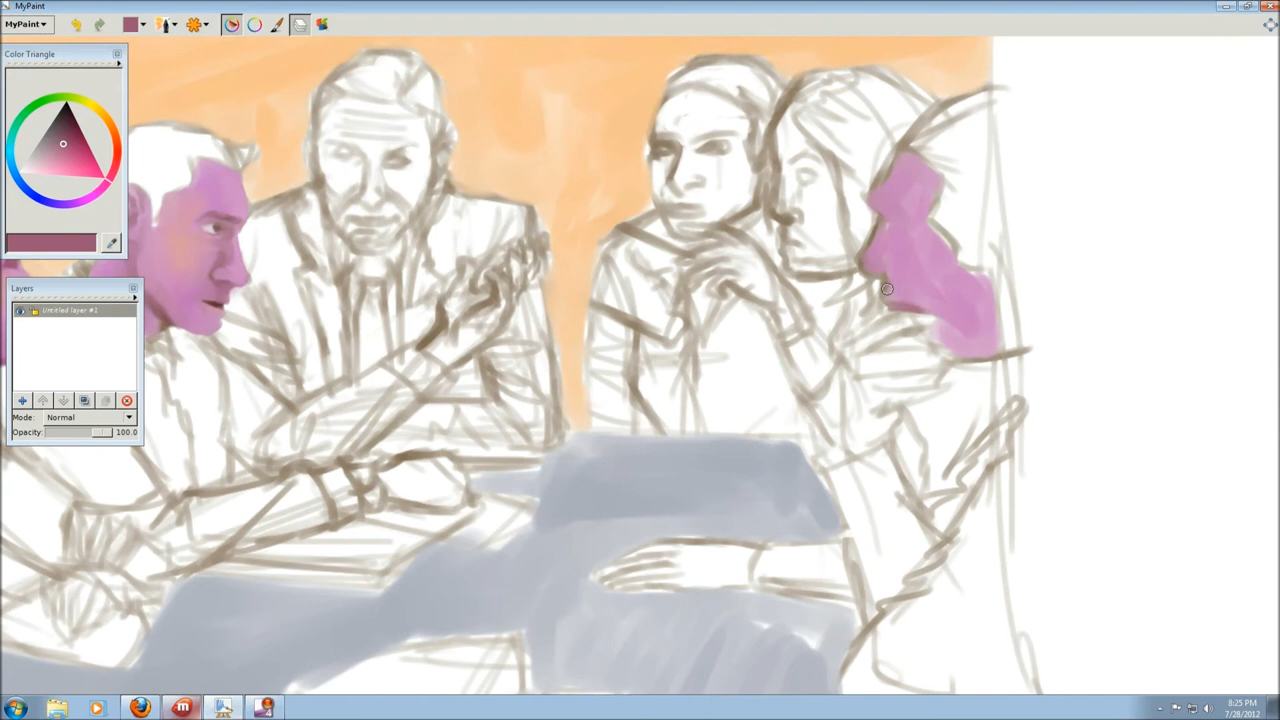 MyPaint
MyPaint
Color Triangle
Layers
Untitled layer #1
Mode: Normal
Opacity: 100.0
8:25 PM
7/28/2012